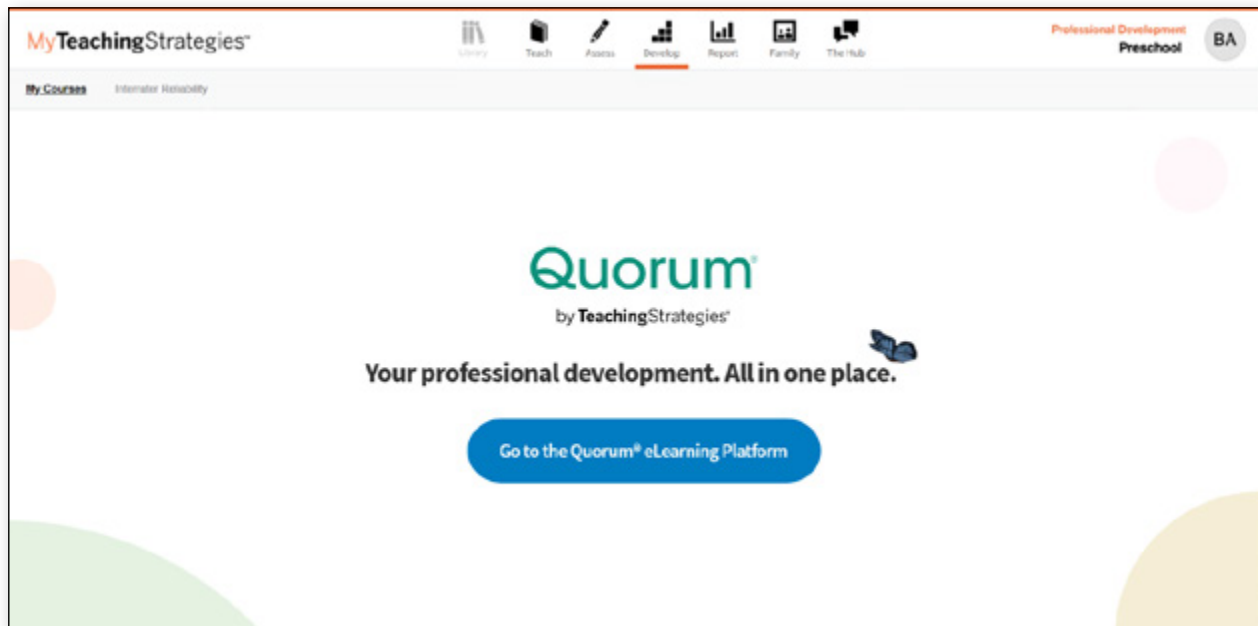 MyTeachingStrategies™
Library Teach Assess Develop Report Family The Hub
Professional Development
Preschool
BA
My Courses Interrater Reliability
Quorum®
by TeachingStrategies®
Your professional development. All in one place.
Go to the Quorum® eLearning Platform